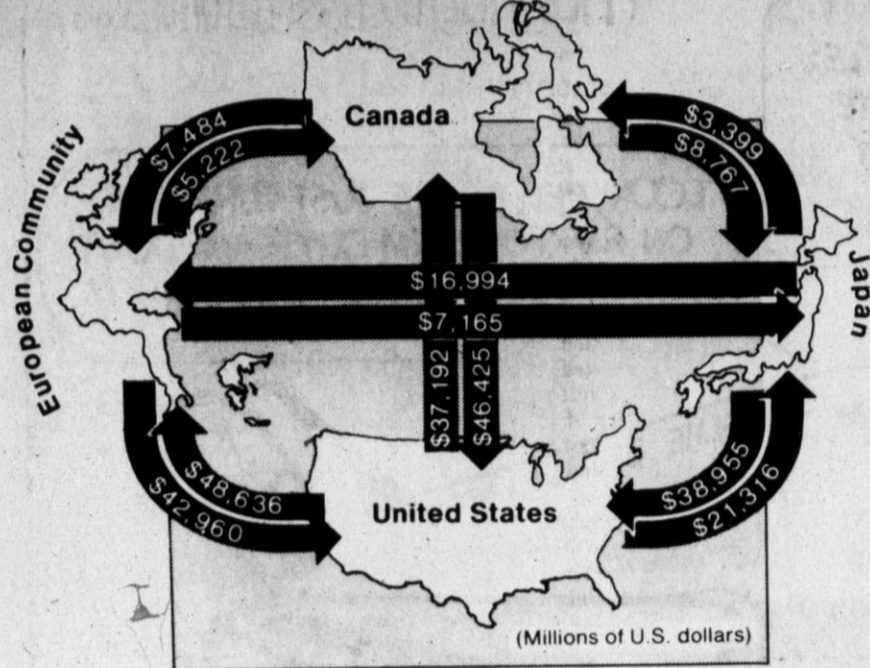 Canada
$7,484
$5,222
$3,399
$8,767
European Community
Japan
$16,994
$7,165
$37,192
$46,425
$48,636
$42,960
$38,955
$21,316
United States
(Millions of U.S. dollars)